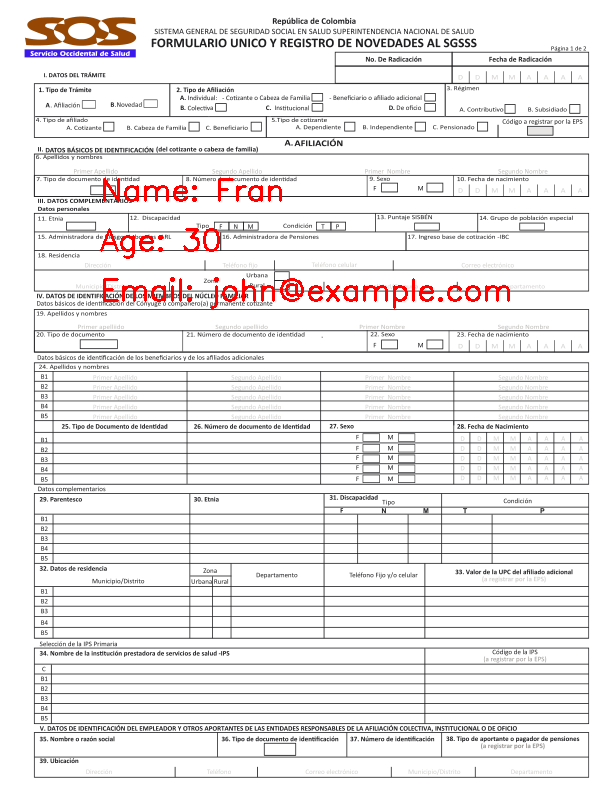 SOS
Servicio Occidental de Salud
República de Colombia
SISTEMA GENERAL DE SEGURIDAD SOCIAL EN SALUD SUPERINTENDENCIA NACIONAL DE SALUD
FORMULARIO UNICO Y REGISTRO DE NOVEDADES AL SGSSS
Página 1 de 2
No. De Radicación Fecha de Radicación
D D M M A A A A
I. DATOS DEL TRÁMITE
1. Tipo de Trámite 2. Tipo de Afiliación 3. Régimen
A. Individual: - Cotizante o Cabeza de Familia - Beneficiario o afiliado adicional
A. Afiliación B.Novedad B. Colectiva C. Institucional D. De oficio A. Contributivo B. Subsidiado
4. Tipo de afiliado 5.Tipo de cotizante Código a registrar por la EPS
A. Cotizante B. Cabeza de Familia C. Beneficiario A. Dependiente B. Independiente C. Pensionado
A. AFILIACIÓN
II. DATOS BÁSICOS DE IDENTIFICACIÓN (del cotizante o cabeza de familia)
6. Apellidos y nombres
Primer Apellido Segundo Apellido Primer Nombre Segundo Nombre
7. Tipo de documento de identidad 8. Número de documento de identidad 9. Sexo 10. Fecha de nacimiento
F M D D M M A A A A
Name: Fran
III. DATOS COMPLEMENTARIOS
Datos personales
11. Etnia 12. Discapacidad 13. Puntaje SISBÉN 14. Grupo de población especial
Tipo F N M Condición T P
15. Administradora de Riesgos Laborales -ARL 16. Administradora de Pensiones 17. Ingreso base de cotización -IBC
Age: 30
18. Residencia
Dirección Teléfono fijo Teléfono celular Correo electrónico
Urbana
Zona Rural
Municipio/Distrito Departamento
Email: john@example.com
IV. DATOS DE IDENTIFICACIÓN DE LOS MIEMBROS DEL NÚCLEO FAMILIAR
Datos básicos de identificación del Cónyuge o compañero(a) permanente cotizante
19. Apellidos y nombres
Primer apellido Segundo apellido Primer Nombre Segundo Nombre
20. Tipo de documento 21. Número de documento de identidad 22. Sexo 23. Fecha de nacimiento
F M D D M M A A A A
Datos básicos de identificación de los beneficiarios y de los afiliados adicionales
24. Apellidos y nombres
B1 Primer Apellido Segundo Apellido Primer Nombre Segundo Nombre
B2 Primer Apellido Segundo Apellido Primer Nombre Segundo Nombre
B3 Primer Apellido Segundo Apellido Primer Nombre Segundo Nombre
B4 Primer Apellido Segundo Apellido Primer Nombre Segundo Nombre
B5 Primer Apellido Segundo Apellido Primer Nombre Segundo Nombre
25. Tipo de Documento de Identidad 26. Número de documento de Identidad 27. Sexo 28. Fecha de Nacimiento
B1 F M D D M M A A A A
B2 F M D D M M A A A A
B3 F M D D M M A A A A
B4 F M D D M M A A A A
B5 F M D D M M A A A A
Datos complementarios
29. Parentesco 30. Etnia 31. Discapacidad Tipo Condición
F N M T P
B1
B2
B3
B4
B5
32. Datos de residencia Zona Departamento Teléfono Fijo y/o celular 33. Valor de la UPC del afiliado adicional
Municipio/Distrito Urbana Rural (a registrar por la EPS)
B1
B2
B3
B4
B5
Selección de la IPS Primaria
34. Nombre de la institución prestadora de servicios de salud -IPS Código de la IPS
(a registrar por la EPS)
C
B1
B2
B3
B4
B5
V. DATOS DE IDENTIFICACIÓN DEL EMPLEADOR Y OTROS APORTANTES DE LAS ENTIDADES RESPONSABLES DE LA AFILIACIÓN COLECTIVA, INSTITUCIONAL O DE OFICIO
35. Nombre o razón social 36. Tipo de documento de identificación 37. Número de identificación 38. Tipo de aportante o pagador de pensiones
(a registrar por la EPS)
39. Ubicación
Dirección Teléfono Correo electrónico Municipio/Distrito Departamento